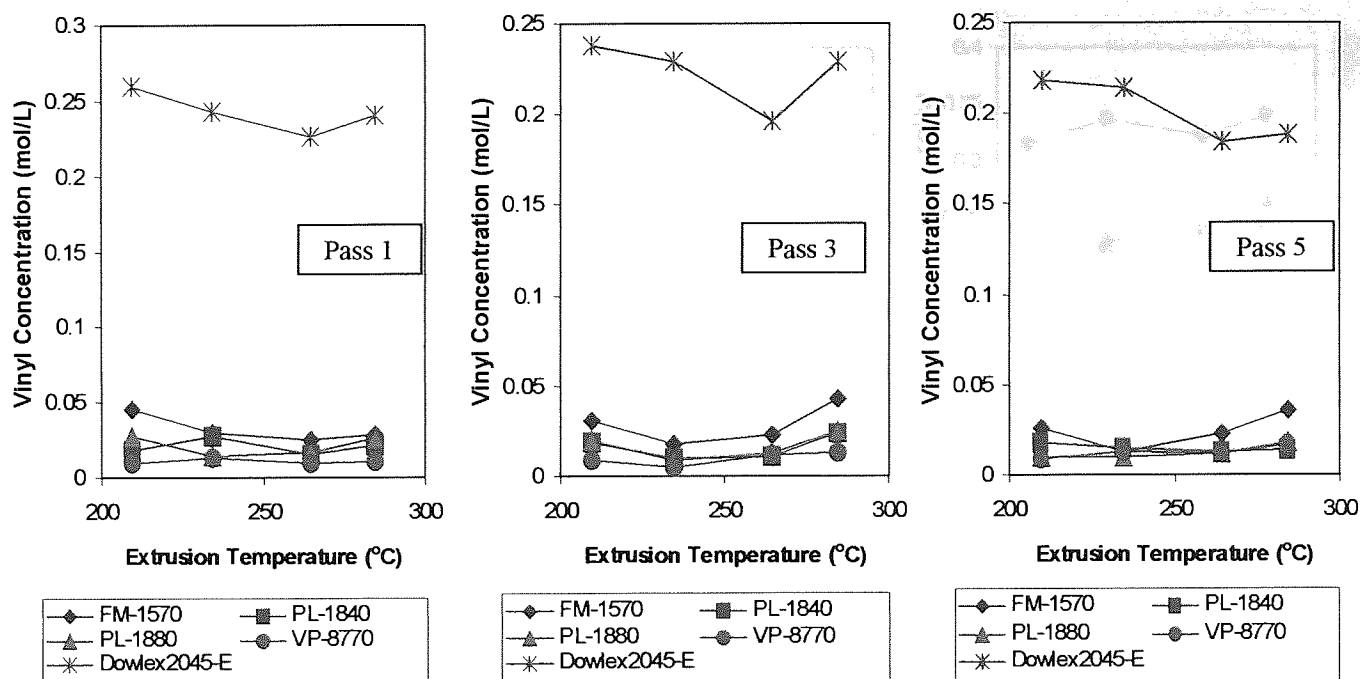 0.3
0.25
0.2
0.15
0.1
0.05
0
Vinyl Concentration (mol/L)
Pass 1
200 250 300
Extrusion Temperature (°C)
FM-1570 PL-1840
PL-1880 VP-8770
Dowlex2045-E
0.25
0.2
0.15
0.1
0.05
0
Vinyl Concentration (mol/L)
Pass 3
200 250 300
Extrusion Temperature (°C)
FM-1570 PL-1840
PL-1880 VP-8770
Dowlex2045-E
0.25
0.2
0.15
0.1
0.05
0
Vinyl Concentration (mol/L)
Pass 5
200 250 300
Extrusion Temperature (°C)
FM-1570 PL-1840
PL-1880 VP-8770
Dowlex2045-E